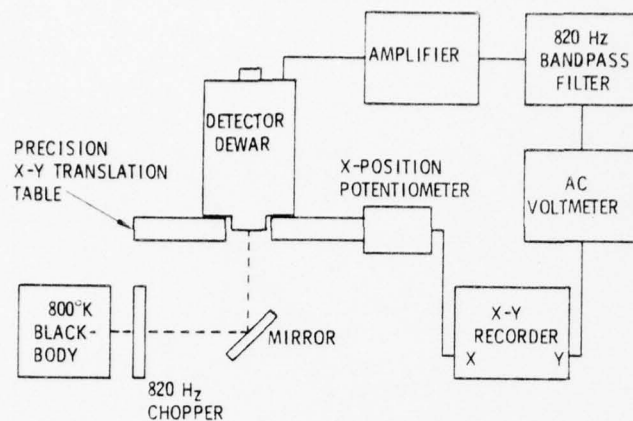 AMPLIFIER
820 Hz
BANDPASS
FILTER
DETECTOR
DEWAR
PRECISION
X-Y TRANSLATION
TABLE
X-POSITION
POTENTIOMETER
AC
VOLTMETER
800°K
BLACK-
BODY
MIRROR
X-Y
RECORDER
X Y
820 Hz
CHOPPER